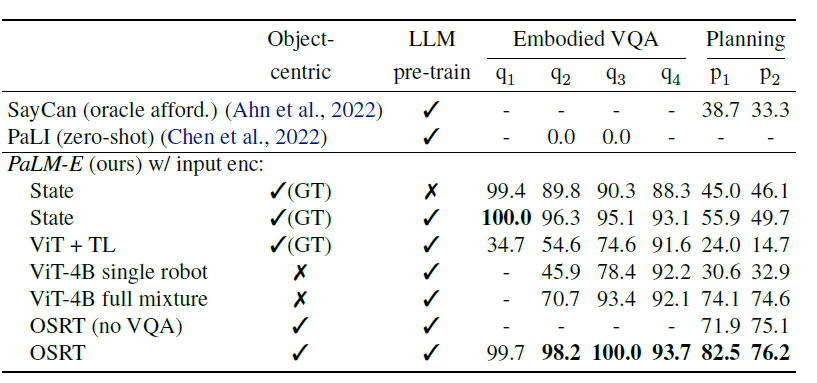 Object- LLM Embodied VQA Planning
centric pre-train q1 q2 q3 q4 p1 p2
SayCan (oracle afford.) (Ahn et al., 2022) ✓ - - - - 38.7 33.3
PaLI (zero-shot) (Chen et al., 2022) ✓ - 0.0 0.0 - - -
PaLM-E (ours) w/ input enc:
State ✓(GT) ✗ 99.4 89.8 90.3 88.3 45.0 46.1
State ✓(GT) ✓ 100.0 96.3 95.1 93.1 55.9 49.7
ViT + TL ✓(GT) ✓ 34.7 54.6 74.6 91.6 24.0 14.7
ViT-4B single robot ✗ ✓ - 45.9 78.4 92.2 30.6 32.9
ViT-4B full mixture ✗ ✓ - 70.7 93.4 92.1 74.1 74.6
OSRT (no VQA) ✓ ✓ - - - - 71.9 75.1
OSRT ✓ ✓ 99.7 98.2 100.0 93.7 82.5 76.2